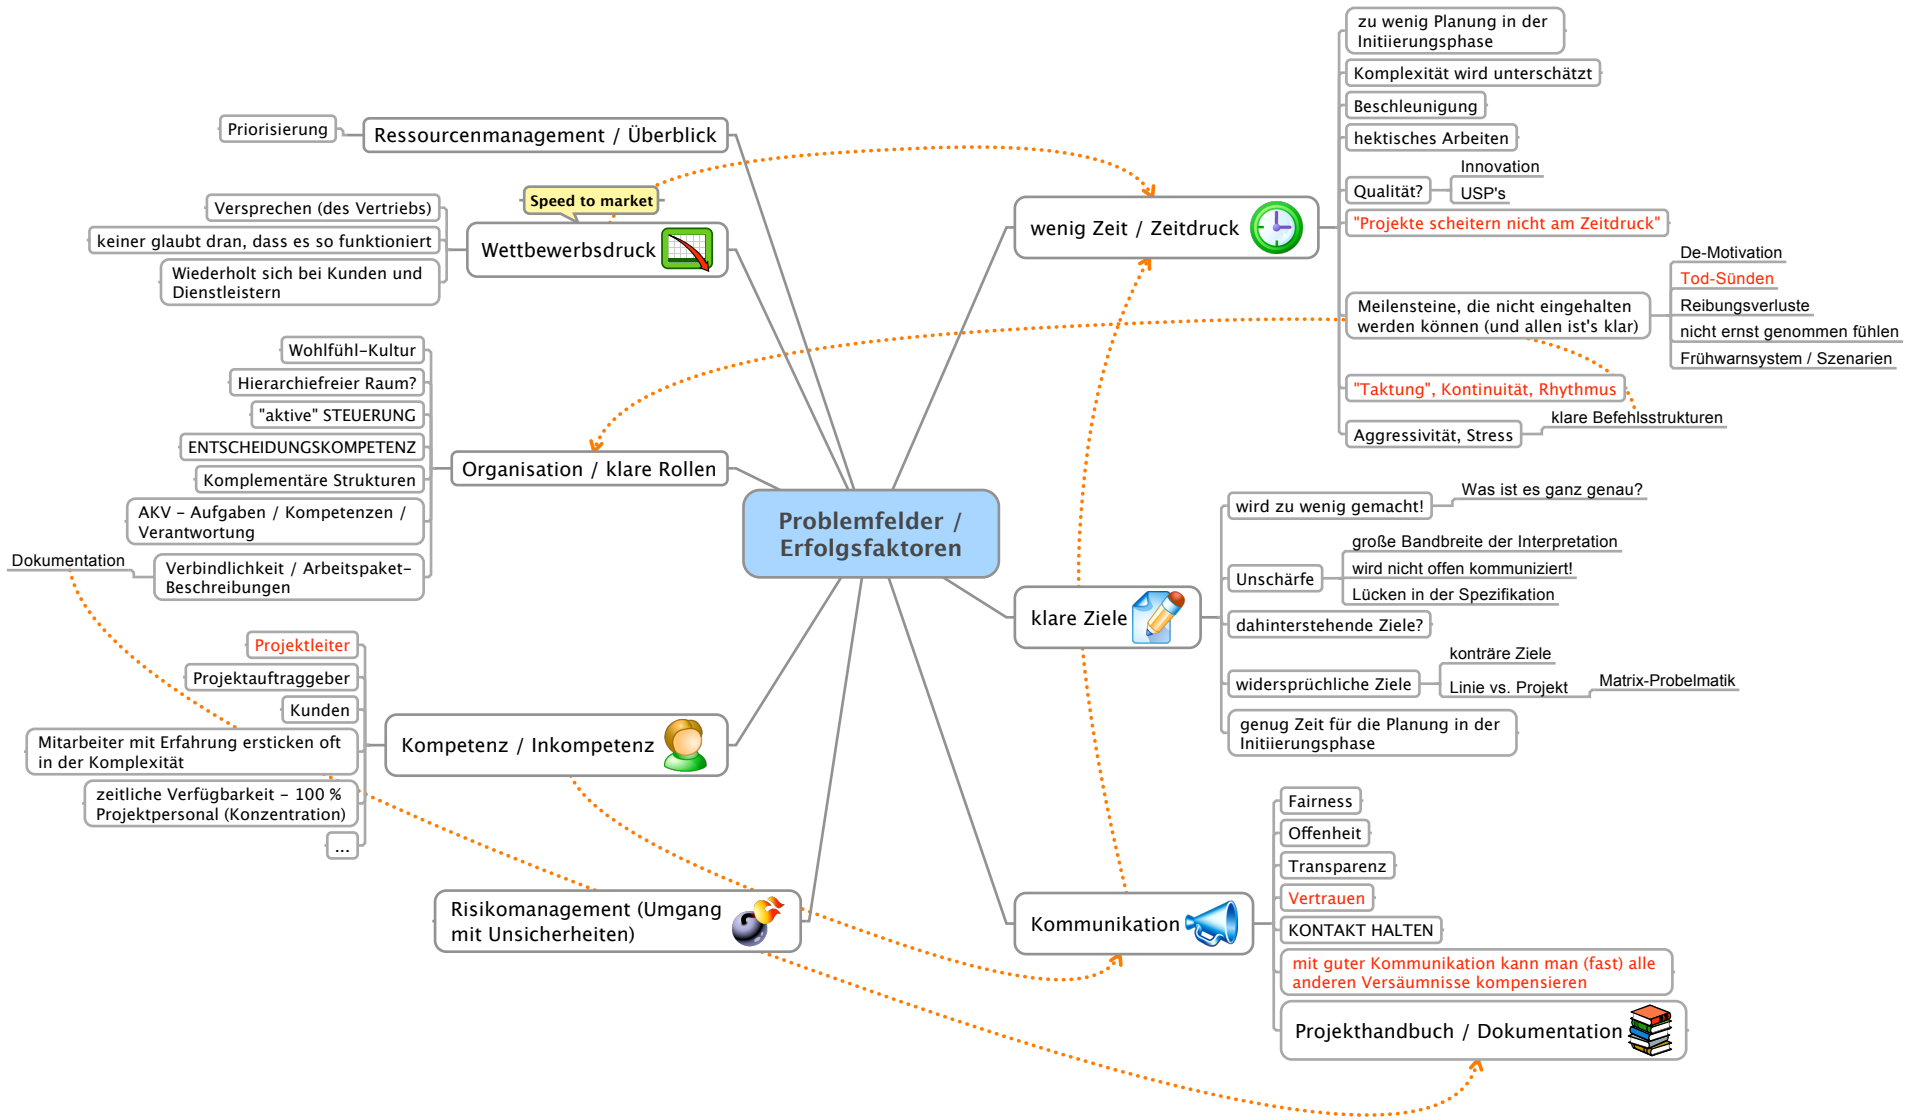 Problemfelder /
Erfolgsfaktoren
wenig Zeit / Zeitdruck
zu wenig Planung in der
Initiierungsphase
Komplexität wird unterschätzt
Beschleunigung
hektisches Arbeiten
Qualität?
Innovation
USP's
"Projekte scheitern nicht am Zeitdruck"
Meilensteine, die nicht eingehalten
werden können (und allen ist's klar)
De-Motivation
Tod-Sünden
Reibungsverluste
nicht ernst genommen fühlen
Frühwarnsystem / Szenarien
"Taktung", Kontinuität, Rhythmus
Aggressivität, Stress
klare Befehlsstrukturen
klare Ziele
wird zu wenig gemacht!
Was ist es ganz genau?
Unschärfe
große Bandbreite der Interpretation
wird nicht offen kommuniziert!
Lücken in der Spezifikation
dahinterstehende Ziele?
widersprüchliche Ziele
konträre Ziele
Linie vs. Projekt
Matrix-Probelmatik
genug Zeit für die Planung in der
Initiierungsphase
Kommunikation
Fairness
Offenheit
Transparenz
Vertrauen
KONTAKT HALTEN
mit guter Kommunikation kann man (fast) alle
anderen Versäumnisse kompensieren
Projekthandbuch / Dokumentation
Ressourcenmanagement / Überblick
Priorisierung
Speed to market
Wettbewerbsdruck
Versprechen (des Vertriebs)
keiner glaubt dran, dass es so funktioniert
Wiederholt sich bei Kunden und
Dienstleistern
Organisation / klare Rollen
Wohlfühl-Kultur
Hierarchiefreier Raum?
"aktive" STEUERUNG
ENTSCHEIDUNGSKOMPETENZ
Komplementäre Strukturen
AKV - Aufgaben / Kompetenzen /
Verantwortung
Verbindlichkeit / Arbeitspaket-
Beschreibungen
Dokumentation
Kompetenz / Inkompetenz
Projektleiter
Projektauftraggeber
Kunden
Mitarbeiter mit Erfahrung ersticken oft
in der Komplexität
zeitliche Verfügbarkeit - 100 %
Projektpersonal (Konzentration)
...
Risikomanagement (Umgang
mit Unsicherheiten)